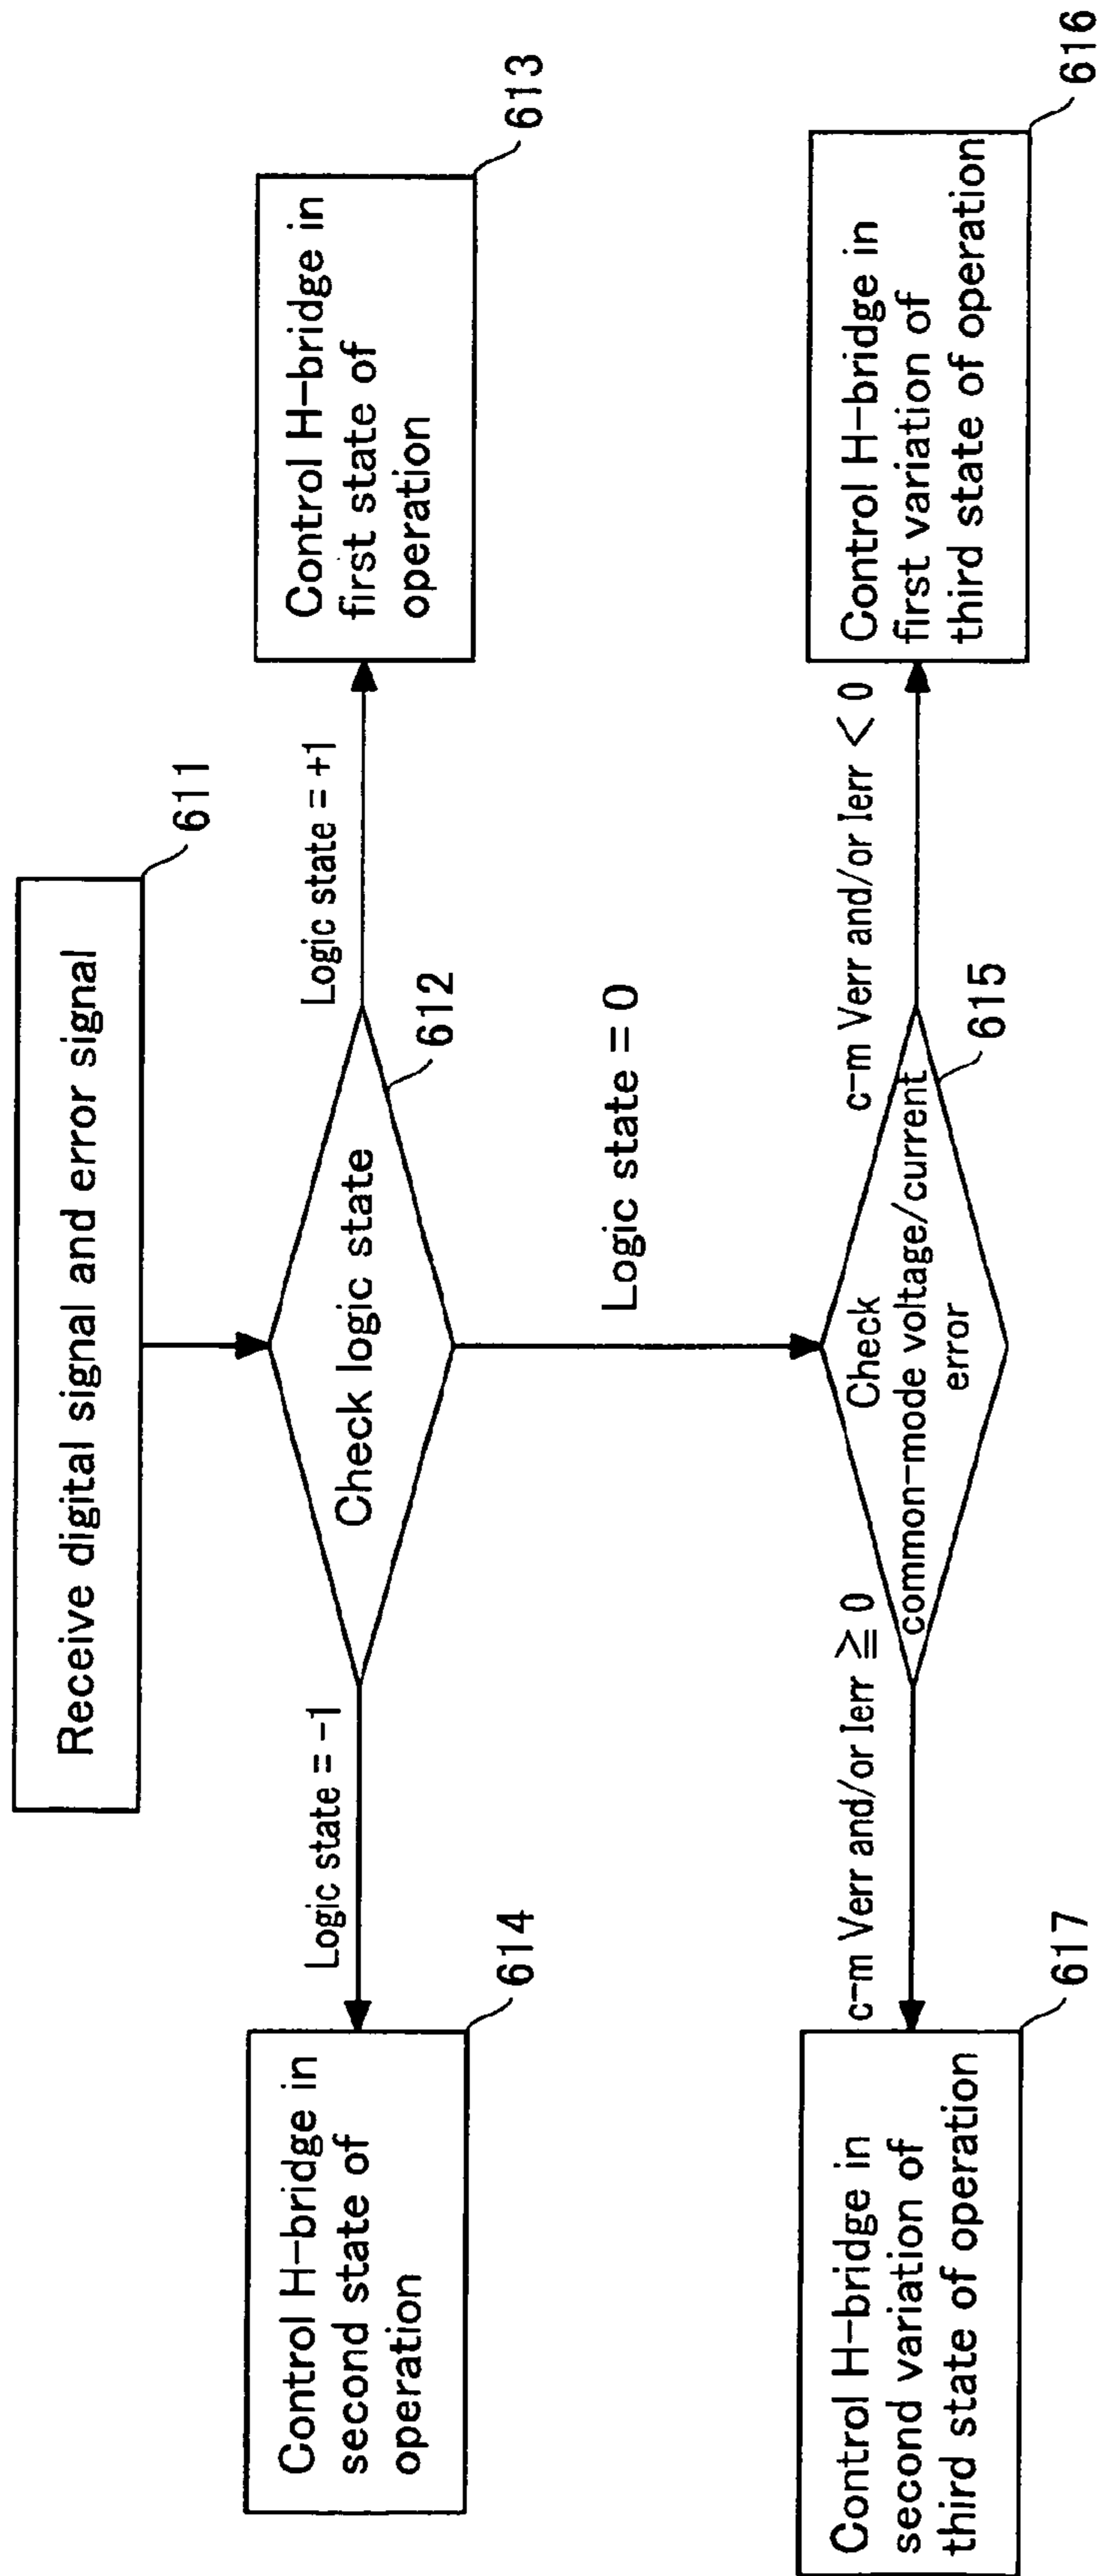 Receive digital signal and error signal
611
Check logic state
612
Logic state = +1
Control H-bridge in
first state of
operation
613
Logic state = -1
Control H-bridge in
second state of
operation
614
Logic state = 0
Check
common-mode voltage/current
error
615
c-m Verr and/or Ierr < 0
Control H-bridge in
first variation of
third state of operation
616
c-m Verr and/or Ierr ≧ 0
Control H-bridge in
second variation of
third state of operation
617